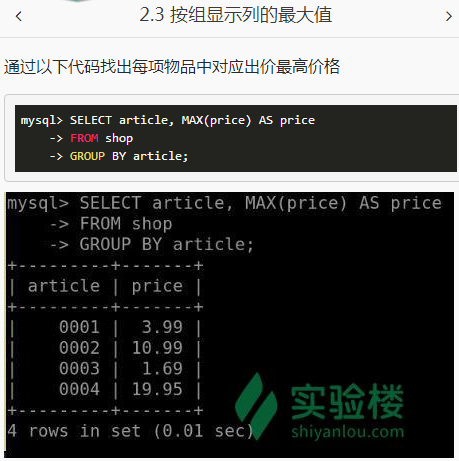 ‹ 2.3 按组显示列的最大值 ›
通过以下代码找出每项物品中对应出价最高价格
mysql> SELECT article, MAX(price) AS price
    -> FROM shop
    -> GROUP BY article;
mysql> SELECT article, MAX(price) AS price
    -> FROM shop
    -> GROUP BY article;
+---------+-------+
| article | price |
+---------+-------+
|    0001 |  3.99 |
|    0002 | 10.99 |
|    0003 |  1.69 |
|    0004 | 19.95 |
+---------+-------+
4 rows in set (0.01 sec)
实验楼
shiyanlou.com